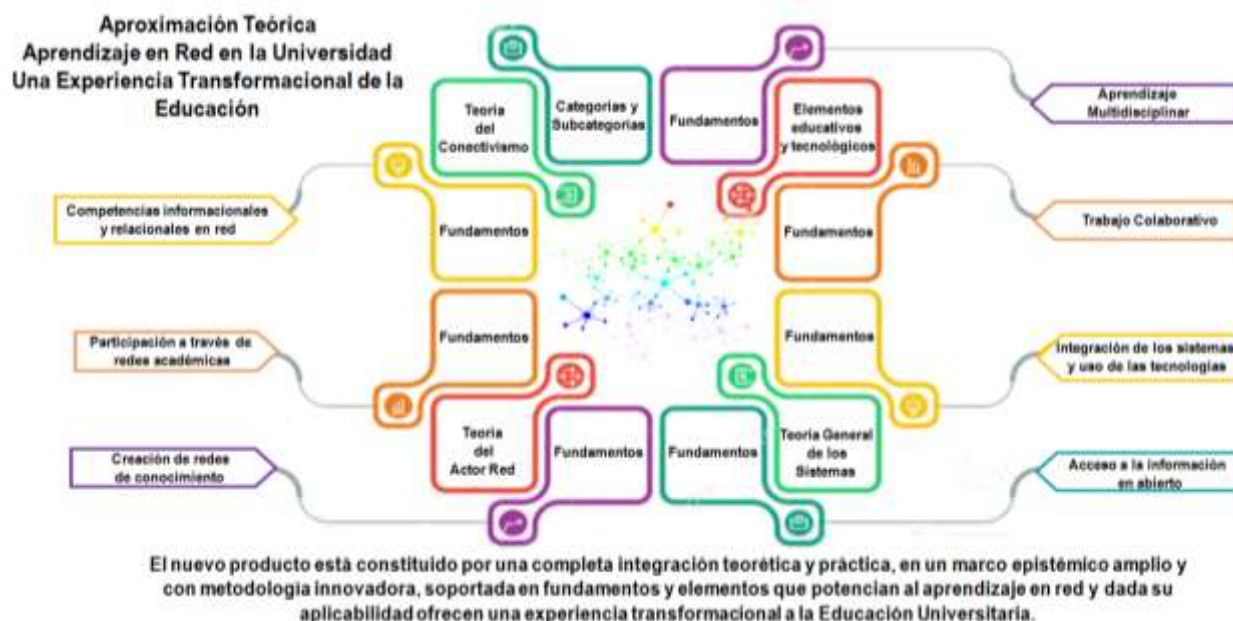 Aproximación Teórica
Aprendizaje en Red en la Universidad
Una Experiencia Transformacional de la
Educación
Categorías y
Subcategorías
Teoría
del
Conectivismo
Fundamentos
Competencias informacionales
y relacionales en red
Fundamentos
Elementos
educativos
y tecnológicos
Fundamentos
Aprendizaje
Multidisciplinar
Trabajo Colaborativo
Fundamentos
Participación a través de
redes académicas
Teoría
del
Actor Red
Fundamentos
Creación de redes
de conocimiento
Fundamentos
Integración de los sistemas
y uso de las tecnologías
Fundamentos
Teoría General
de los
Sistemas
Acceso a la información
en abierto
El nuevo producto está constituido por una completa integración teorética y práctica, en un marco epistémico amplio y
con metodología innovadora, soportada en fundamentos y elementos que potencian al aprendizaje en red y dada su
aplicabilidad ofrecen una experiencia transformacional a la Educación Universitaria.